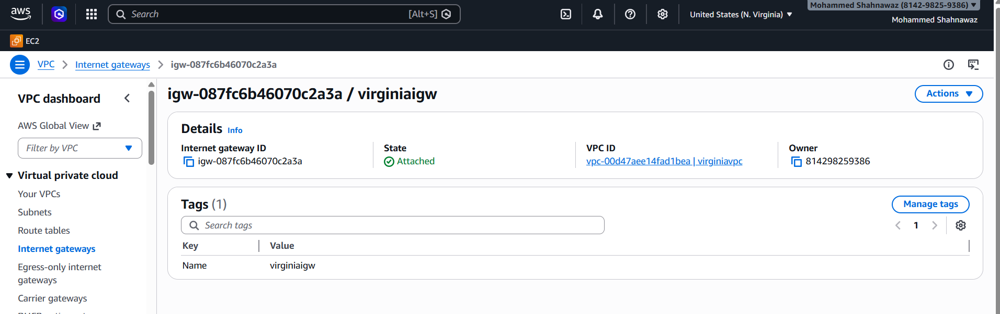 aws
Search
[Alt+S]
United States (N. Virginia)
Mohammed Shahnawaz (8142-9825-9386)
Mohammed Shahnawaz
EC2
VPC
Internet gateways
igw-087fc6b46070c2a3a
VPC dashboard
AWS Global View
Filter by VPC
Virtual private cloud
Your VPCs
Subnets
Route tables
Internet gateways
Egress-only internet
gateways
Carrier gateways
igw-087fc6b46070c2a3a / virginiaigw
Actions
Details Info
Internet gateway ID
igw-087fc6b46070c2a3a
State
Attached
VPC ID
vpc-00d47aee14fad1bea | virginiavpc
Owner
814298259386
Tags (1)
Manage tags
Search tags
1
Key Value
Name virginiaigw